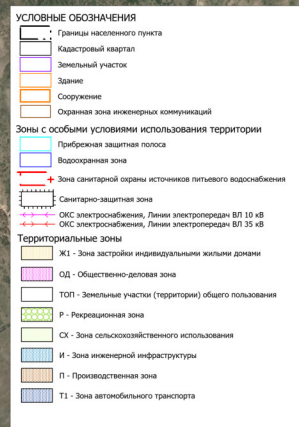 УСЛОВНЫЕ ОБОЗНАЧЕНИЯ
Границы населенного пункта
Кадастровый квартал
Земельный участок
Здание
Сооружение
Охранная зона инженерных коммуникаций
Зоны с особыми условиями использования территории
Прибрежная защитная полоса
Водоохранная зона
Зона санитарной охраны источников питьевого водоснабжения
Санитарно-защитная зона
ОКС электроснабжения, Линии электропередач ВЛ 10 кВ
ОКС электроснабжения, Линии электропередач ВЛ 35 кВ
Территориальные зоны
Ж1 - Зона застройки индивидуальными жилыми домами
ОД - Общественно-деловая зона
ТОП - Земельные участки (территории) общего пользования
Р - Рекреационная зона
СХ - Зона сельскохозяйственного использования
И - Зона инженерной инфраструктуры
П - Производственная зона
Т1 - Зона автомобильного транспорта